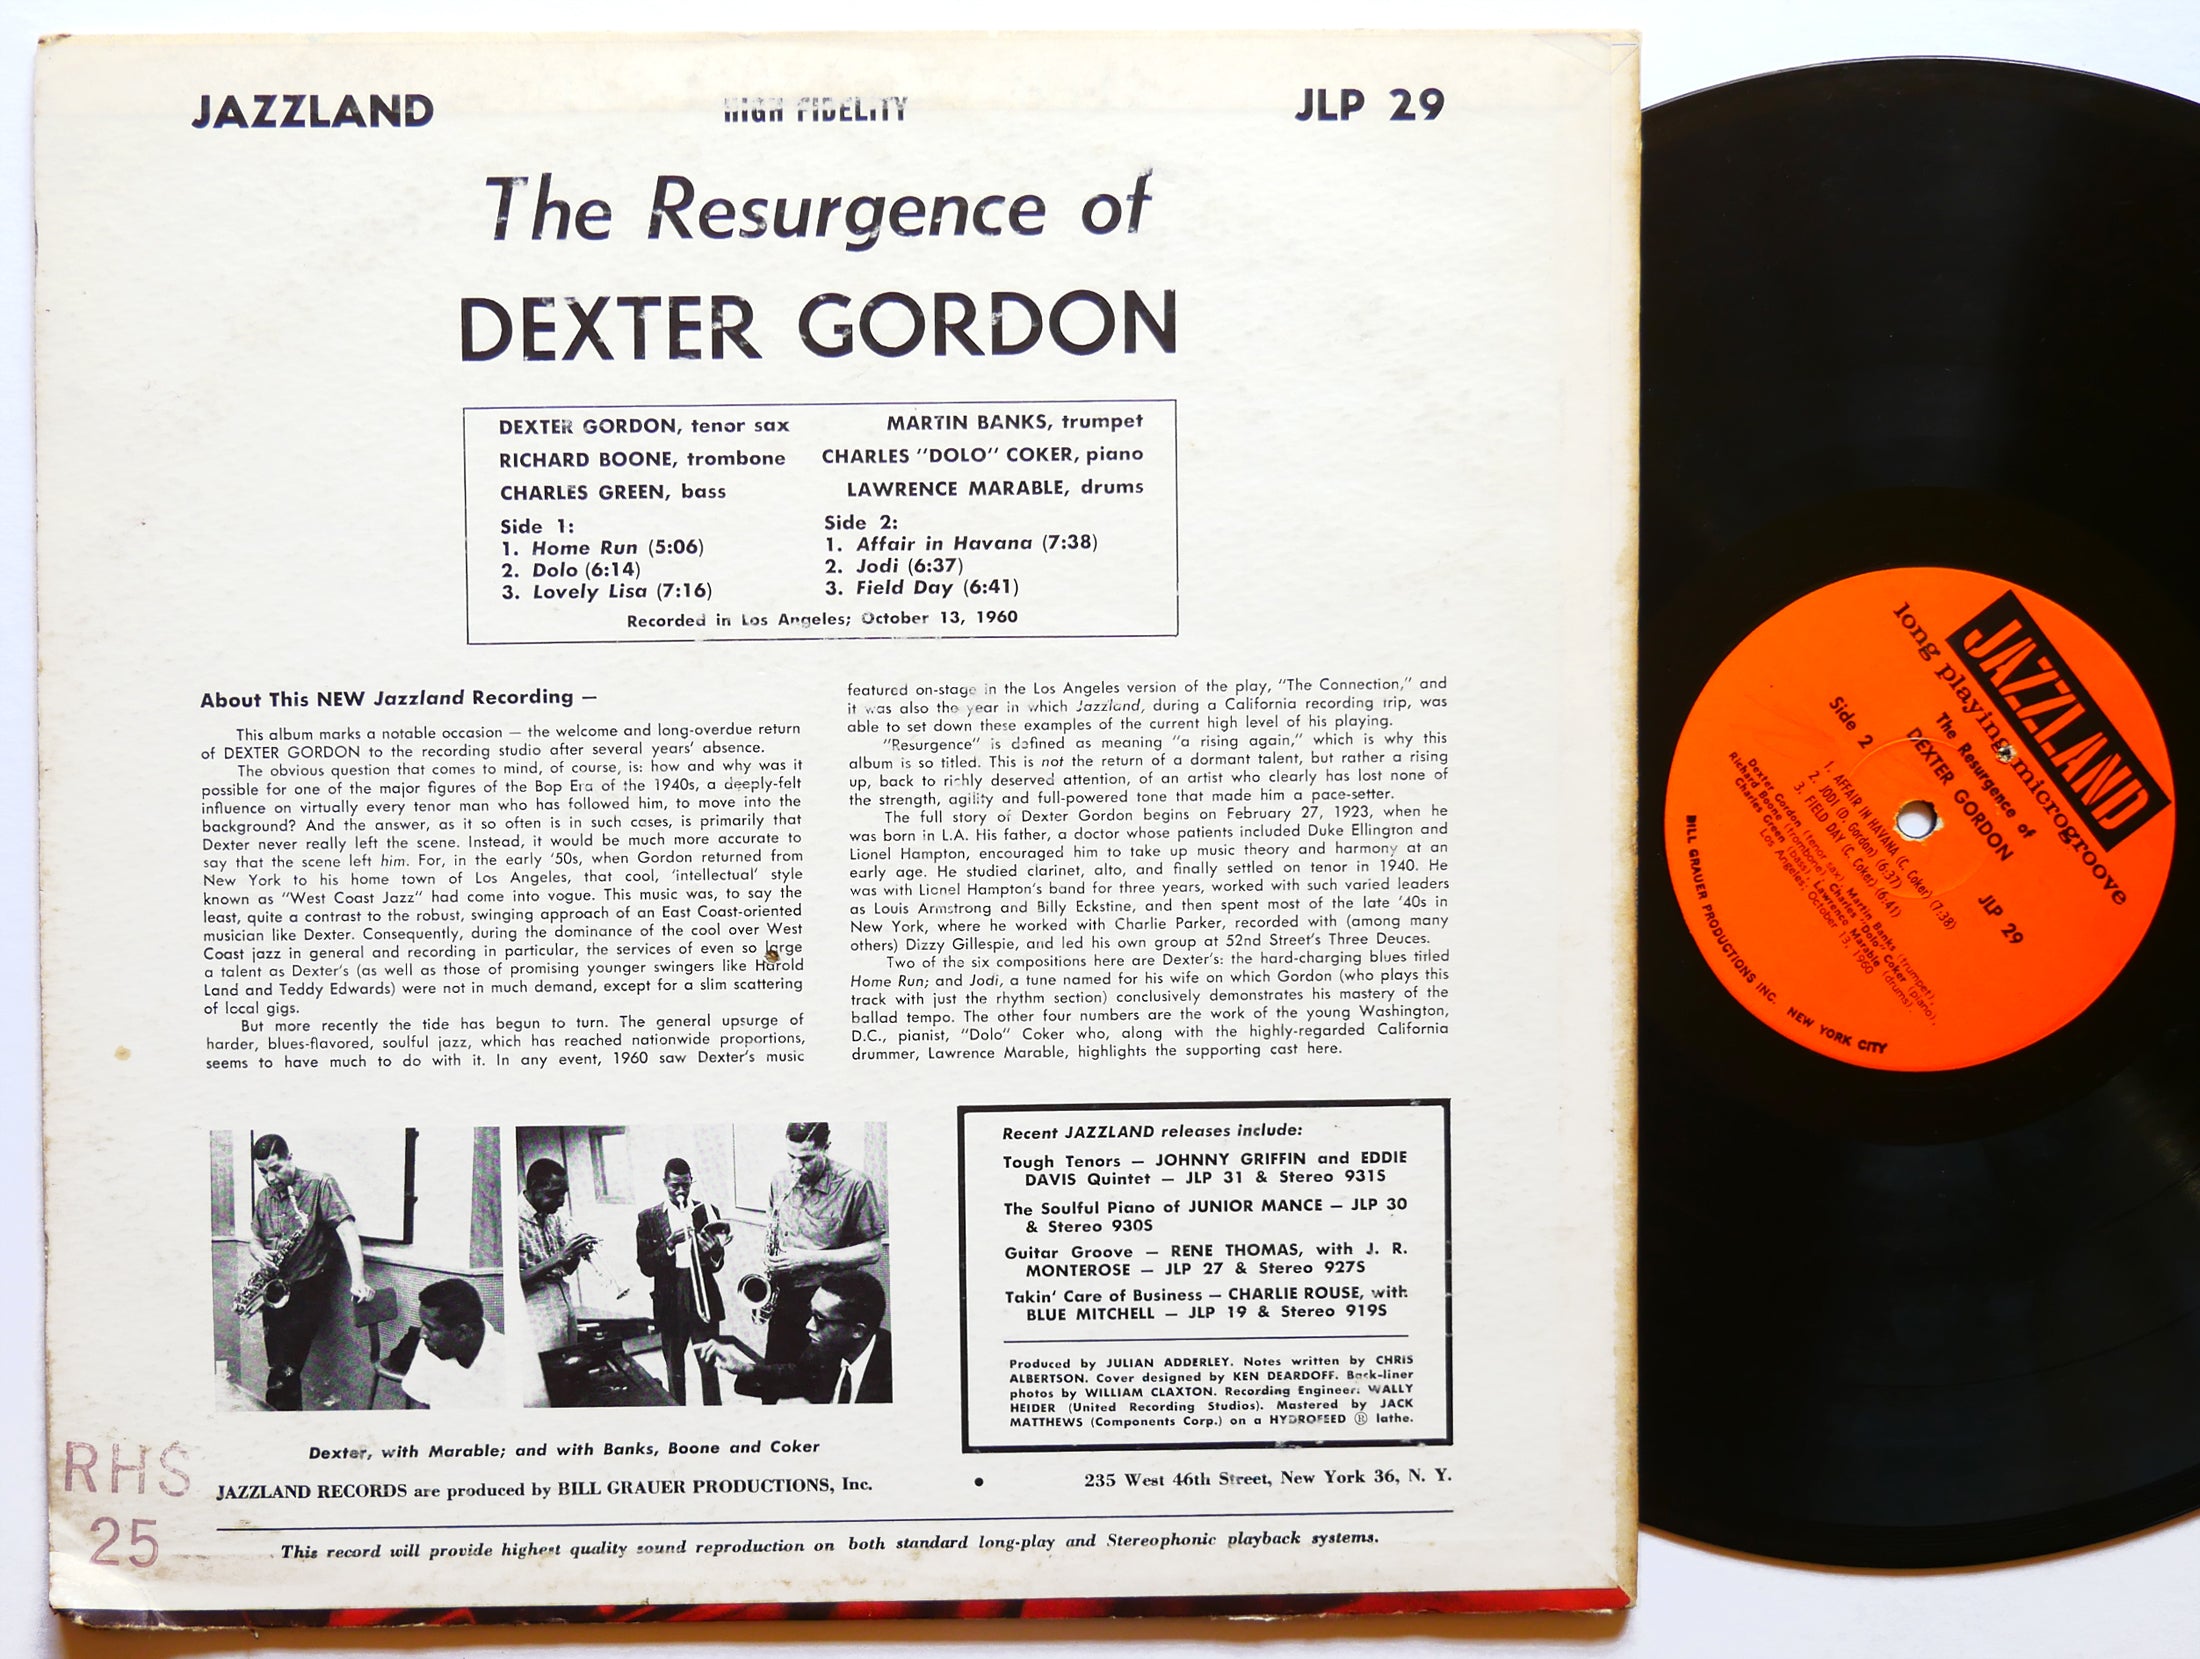 JAZZLAND
HIGH FIDELITY
JLP 29
The Resurgence of
DEXTER GORDON
DEXTER GORDON, tenor sax
MARTIN BANKS, trumpet
RICHARD BOONE, trombone
CHARLES "DOLO" COKER, piano
CHARLES GREEN, bass
LAWRENCE MARABLE, drums
Side 1:
1. Home Run (5:06)
2. Dolo (6:14)
3. Lovely Lisa (7:16)
Side 2:
1. Affair in Havana (7:38)
2. Jodi (6:37)
3. Field Day (6:41)
Recorded in Los Angeles; October 13, 1960
About This NEW Jazzland Recording —
This album marks a notable occasion — the welcome and long-overdue return
of DEXTER GORDON to the recording studio after several years' absence.
The obvious question that comes to mind, of course, is: how and why was it
possible for one of the major figures of the Bop Era of the 1940s, a deeply-felt
influence on virtually every tenor man who has followed him, to move into the
background? And the answer, as it so often is in such cases, is primarily that
Dexter never really left the scene. Instead, it would be much more accurate to
say that the scene left him. For, in the early '50s, when Gordon returned from
New York to his home town of Los Angeles, that cool, 'intellectual' style
known as "West Coast Jazz" had come into vogue. This music was, to say the
least, quite a contrast to the robust, swinging approach of an East Coast-oriented
musician like Dexter. Consequently, during the dominance of the cool over West
Coast jazz in general and recording in particular, the services of even so large
a talent as Dexter's (as well as those of promising younger swingers like Harold
Land and Teddy Edwards) were not in much demand, except for a slim scattering
of local gigs.
But more recently the tide has begun to turn. The general upsurge of
harder, blues-flavored, soulful jazz, which has reached nationwide proportions,
seems to have much to do with it. In any event, 1960 saw Dexter's music
featured on-stage in the Los Angeles version of the play, "The Connection," and
it was also the year in which Jazzland, during a California recording trip, was
able to set down these examples of the current high level of his playing.
"Resurgence" is defined as meaning "a rising again," which is why this
album is so titled. This is not the return of a dormant talent, but rather a rising
up, back to richly deserved attention, of an artist who clearly has lost none of
the strength, agility and full-powered tone that made him a pace-setter.
The full story of Dexter Gordon begins on February 27, 1923, when he
was born in L.A. His father, a doctor whose patients included Duke Ellington and
Lionel Hampton, encouraged him to take up music theory and harmony at an
early age. He studied clarinet, alto, and finally settled on tenor in 1940. He
was with Lionel Hampton's band for three years, worked with such varied leaders
as Louis Armstrong and Billy Eckstine, and then spent most of the late '40s in
New York, where he worked with Charlie Parker, recorded with (among many
others) Dizzy Gillespie, and led his own group at 52nd Street's Three Deuces.
Two of the six compositions here are Dexter's: the hard-charging blues titled
Home Run; and Jodi, a tune named for his wife on which Gordon (who plays this
track with just the rhythm section) conclusively demonstrates his mastery of the
ballad tempo. The other four numbers are the work of the young Washington,
D.C., pianist, "Dolo" Coker who, along with the highly-regarded California
drummer, Lawrence Marable, highlights the supporting cast here.
Dexter, with Marable; and with Banks, Boone and Coker
Recent JAZZLAND releases include:
Tough Tenors — JOHNNY GRIFFIN and EDDIE
DAVIS Quintet — JLP 31 & Stereo 931S
The Soulful Piano of JUNIOR MANCE — JLP 30
& Stereo 930S
Guitar Groove — RENE THOMAS, with J. R.
MONTEROSE — JLP 27 & Stereo 927S
Takin' Care of Business — CHARLIE ROUSE, with
BLUE MITCHELL — JLP 19 & Stereo 919S
Produced by JULIAN ADDERLEY. Notes written by CHRIS
ALBERTSON. Cover designed by KEN DEARDOFF. Back-liner
photos by WILLIAM CLAXTON. Recording Engineer: WALLY
HEIDER (United Recording Studios). Mastered by JACK
MATTHEWS (Components Corp.) on a HYDROFEED ® lathe.
RHS
25
JAZZLAND RECORDS are produced by BILL GRAUER PRODUCTIONS, Inc. • 235 West 46th Street, New York 36, N. Y.
This record will provide highest quality sound reproduction on both standard long-play and Stereophonic playback systems.
JAZZLAND
long playing microgroove
The Resurgence of
DEXTER GORDON
Side 2
JLP 29
1. AFFAIR IN HAVANA (C. Coker) (7:38)
2. JODI (D. Gordon) (6:37)
3. FIELD DAY (C. Coker) (6:41)
Dexter Gordon (tenor sax), Martin Banks (trumpet),
Richard Boone (trombone), Charles "Dolo" Coker (piano),
Charles Green (bass), Lawrence Marable (drums).
Los Angeles; October 13, 1960
BILL GRAUER PRODUCTIONS INC. NEW YORK CITY